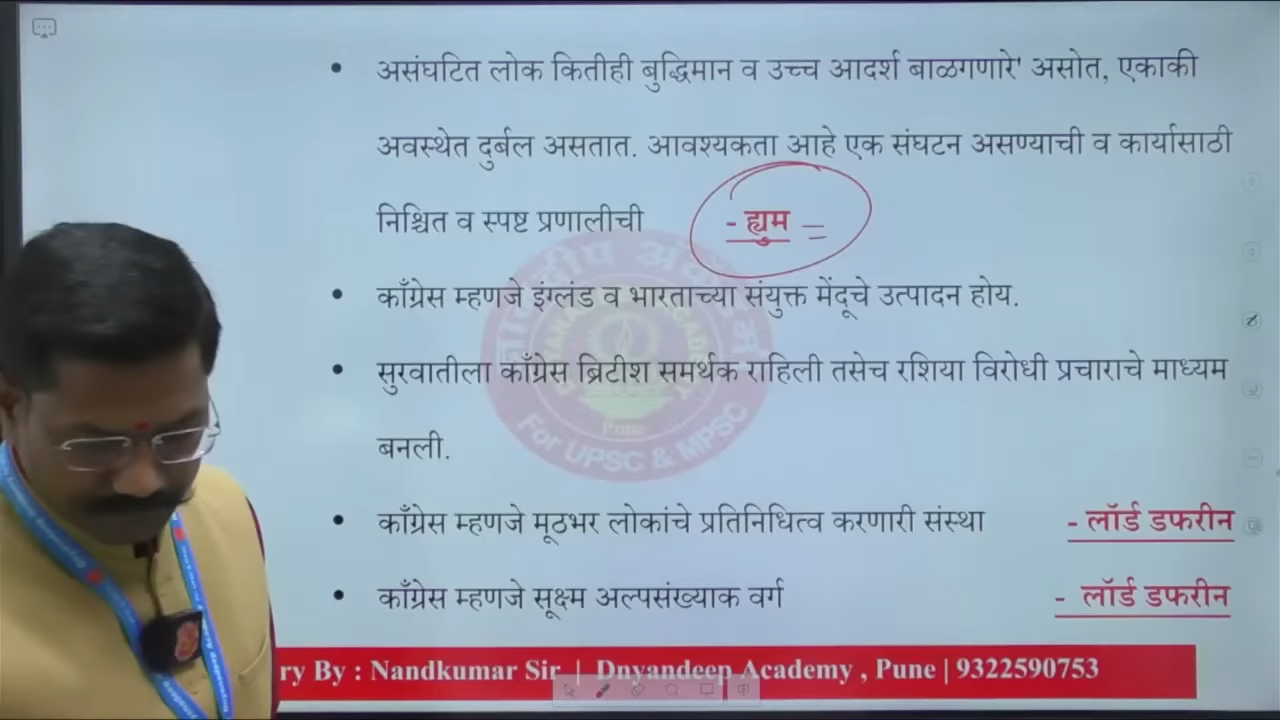 • असंघटित लोक कितीही बुद्धिमान व उच्च आदर्श बाळगणारे' असोत, एकाकी
अवस्थेत दुर्बल असतात. आवश्यकता आहे एक संघटन असण्याची व कार्यासाठी
निश्चित व स्पष्ट प्रणालीची - ह्यूम
• काँग्रेस म्हणजे इंग्लंड व भारताच्या संयुक्त मेंदूचे उत्पादन होय.
• सुरवातीला काँग्रेस ब्रिटीश समर्थक राहिली तसेच रशिया विरोधी प्रचाराचे माध्यम
बनली.
• काँग्रेस म्हणजे मूठभर लोकांचे प्रतिनिधित्व करणारी संस्था - लॉर्ड डफरीन
• काँग्रेस म्हणजे सूक्ष्म अल्पसंख्याक वर्ग - लॉर्ड डफरीन
ry By : Nandkumar Sir | Dnyandeep Academy , Pune | 9322590753
For UPSC & MPSC
Pune